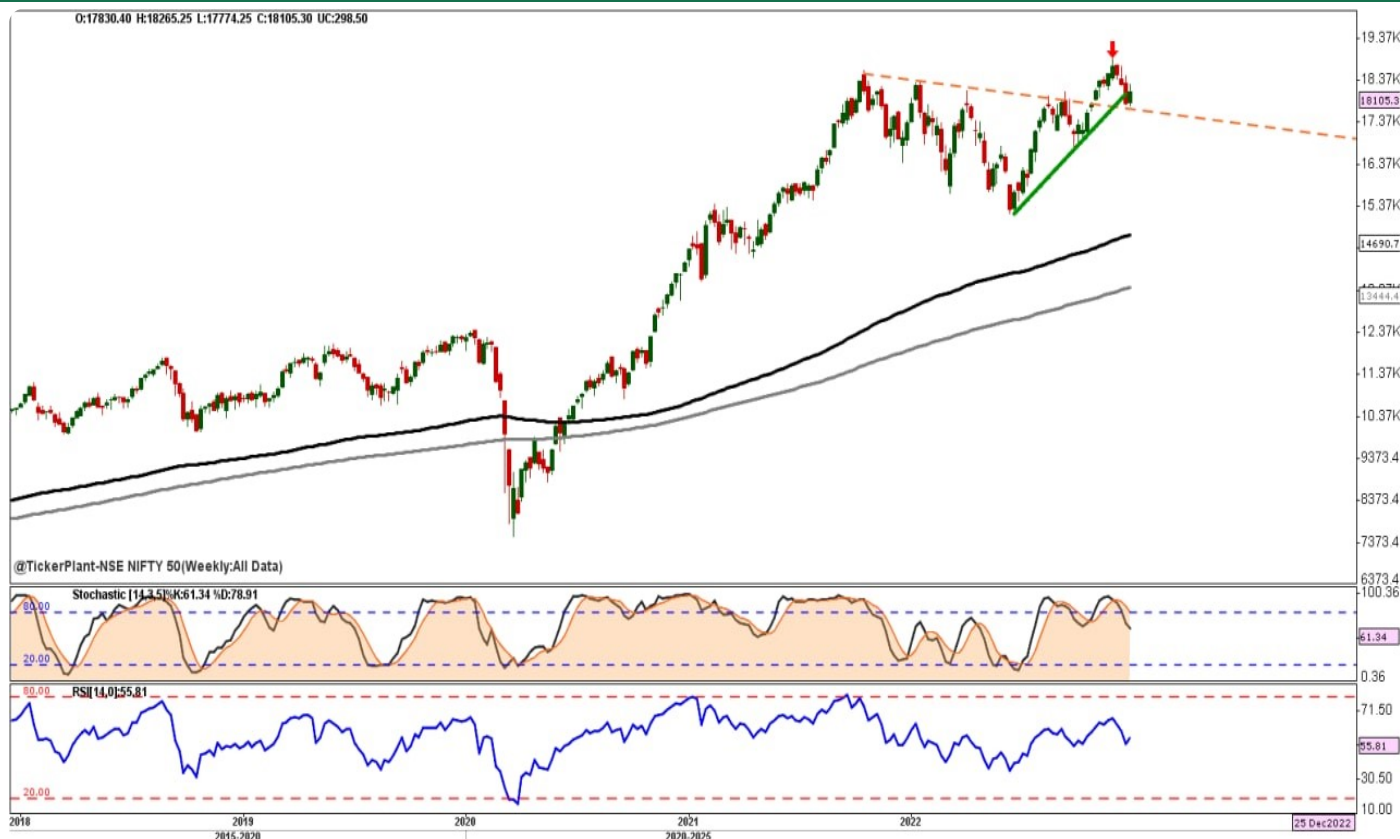 O:17830.40 H:18265.25 L:17774.25 C:18105.30 UC:298.50
19.37K
18.37K
18105.3
17.37K
16.37K
15.37K
14690.7
13444.4
12.37K
11.37K
10.37K
9373.4
8373.4
7373.4
6373.4
@TickerPlant-NSE NIFTY 50(Weekly:All Data)
Stochastic [14,3,5]%K:61.34 %D:78.91
100.36
80.00
61.34
20.00
0.36
RSI[14,0]:55.81
80.00
71.50
55.81
30.50
20.00
10.00
2018 2019 2020 2021 2022 25 Dec2022
2015-2020 2020-2025